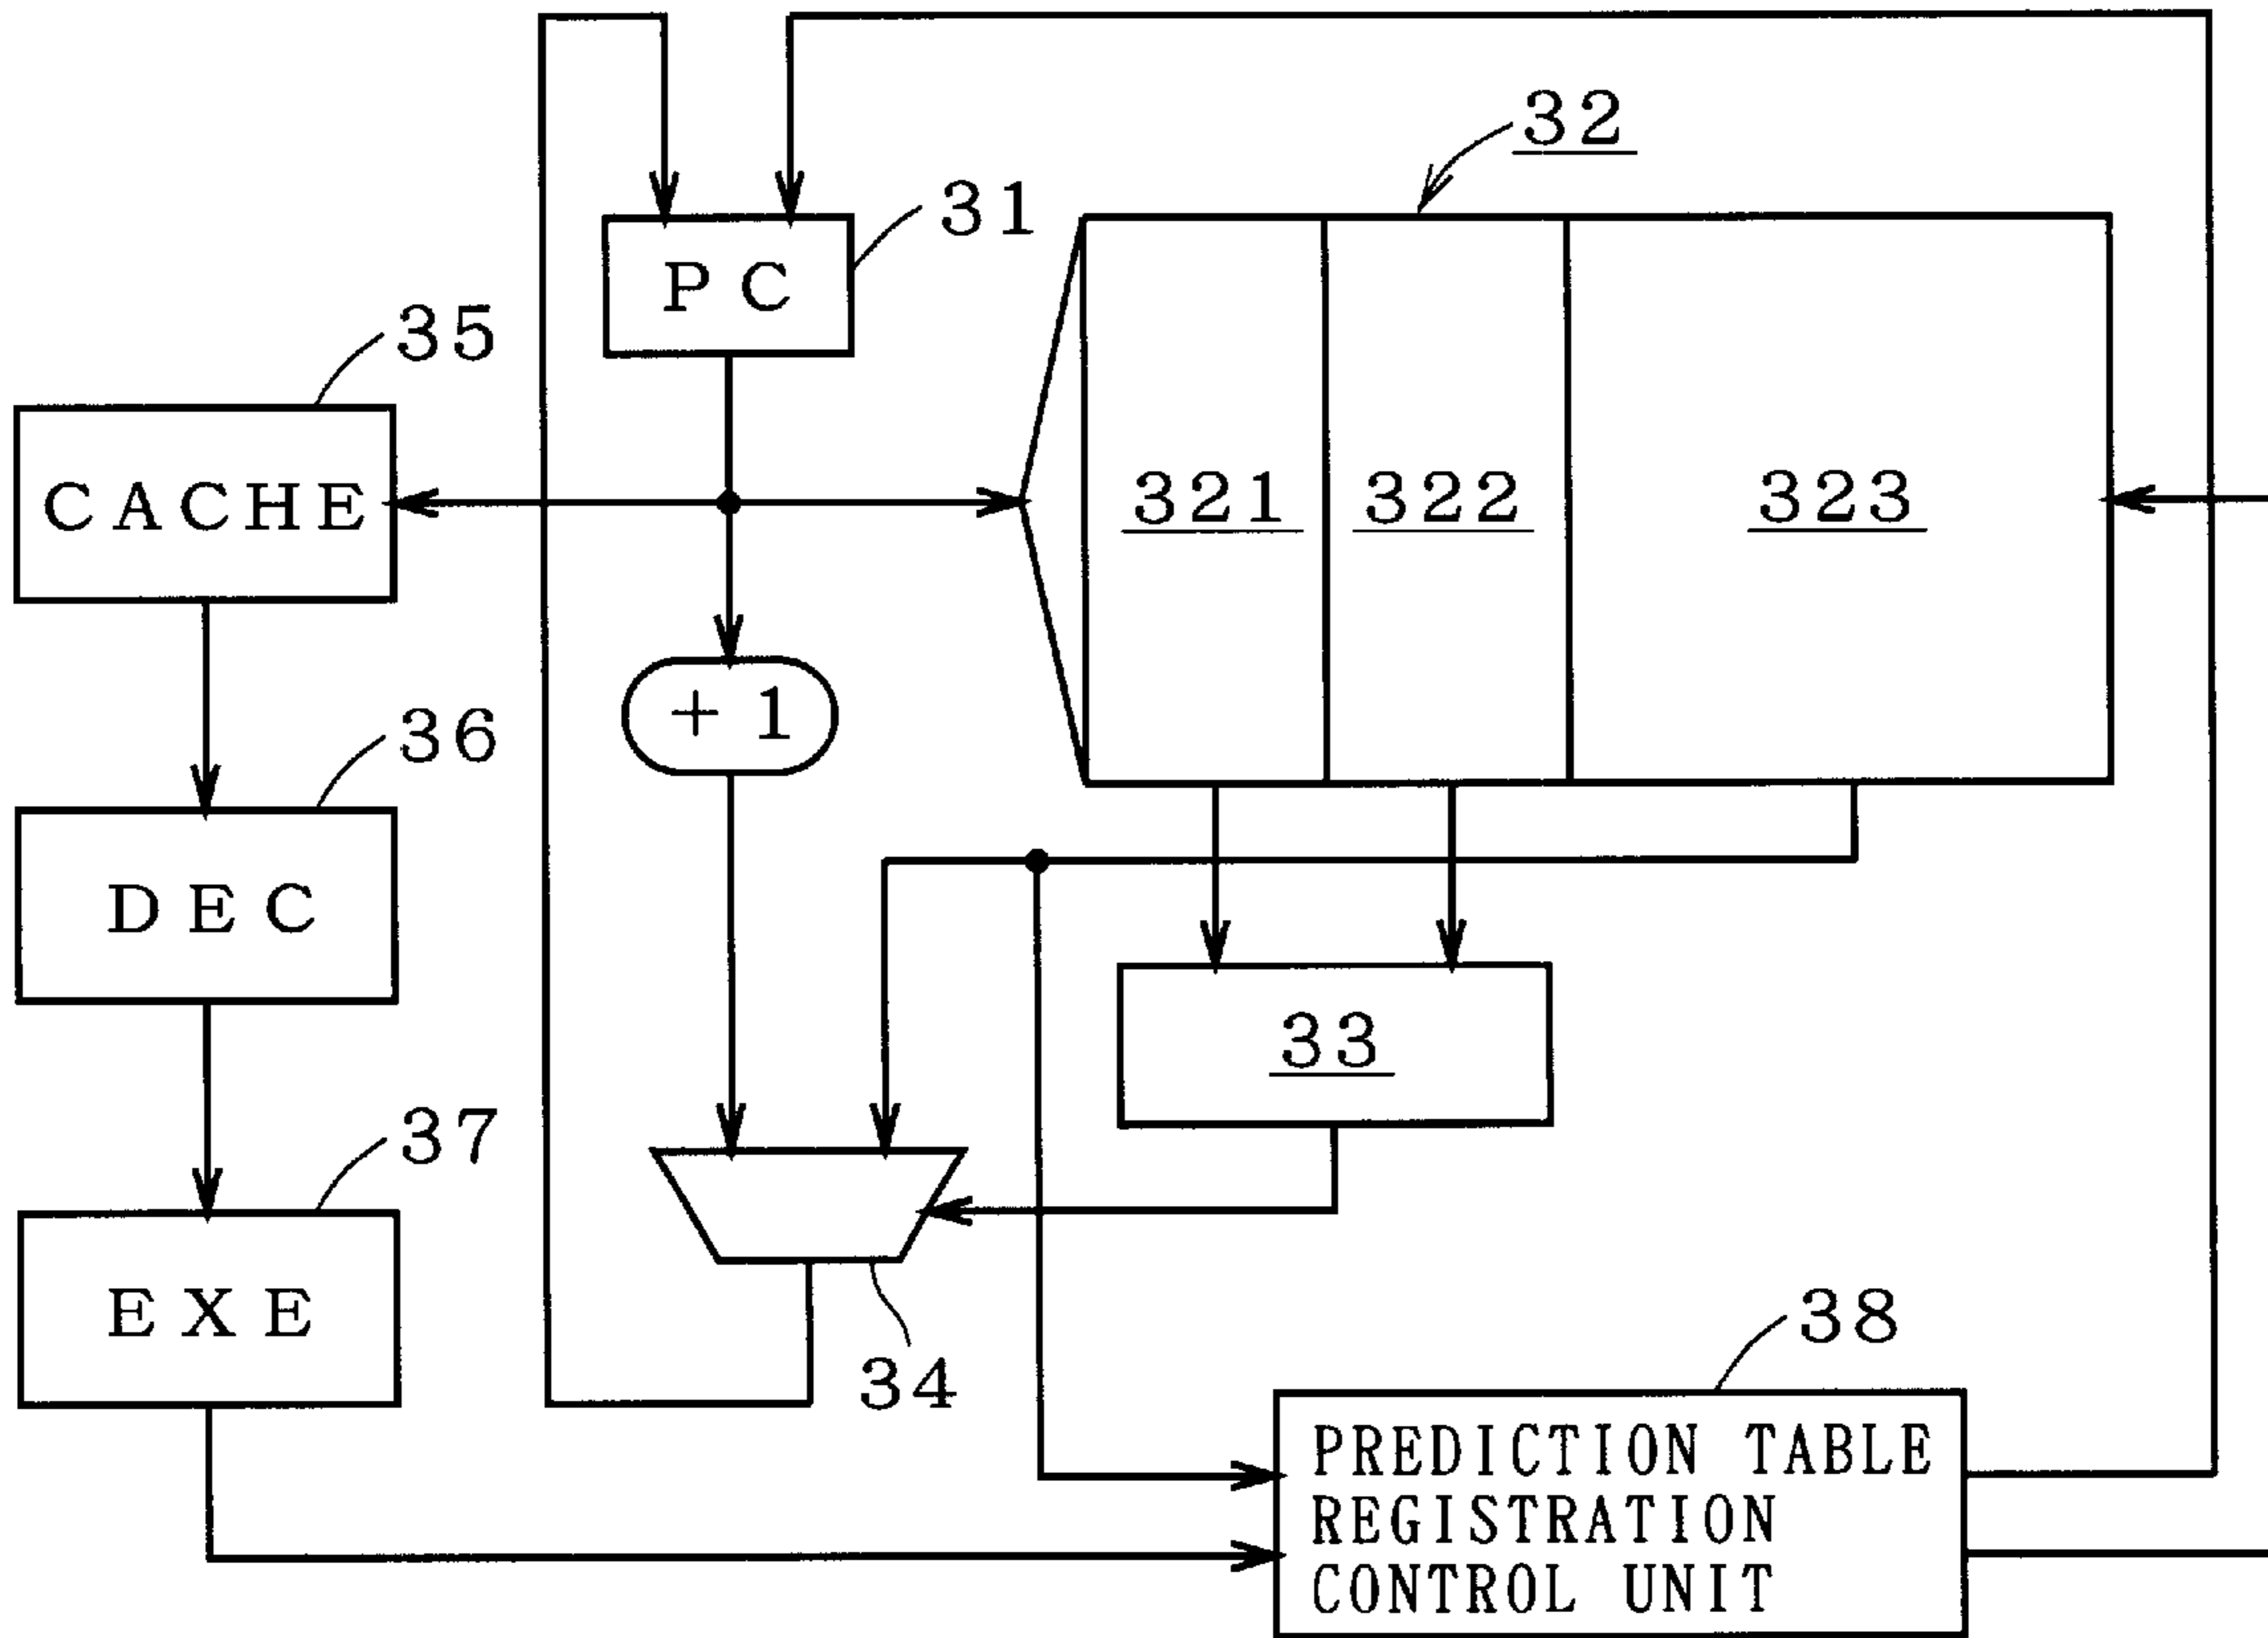 32
31
PC
35
CACHE
321
322
323
+1
36
DEC
33
37
EXE
34
38
PREDICTION TABLE
REGISTRATION
CONTROL UNIT